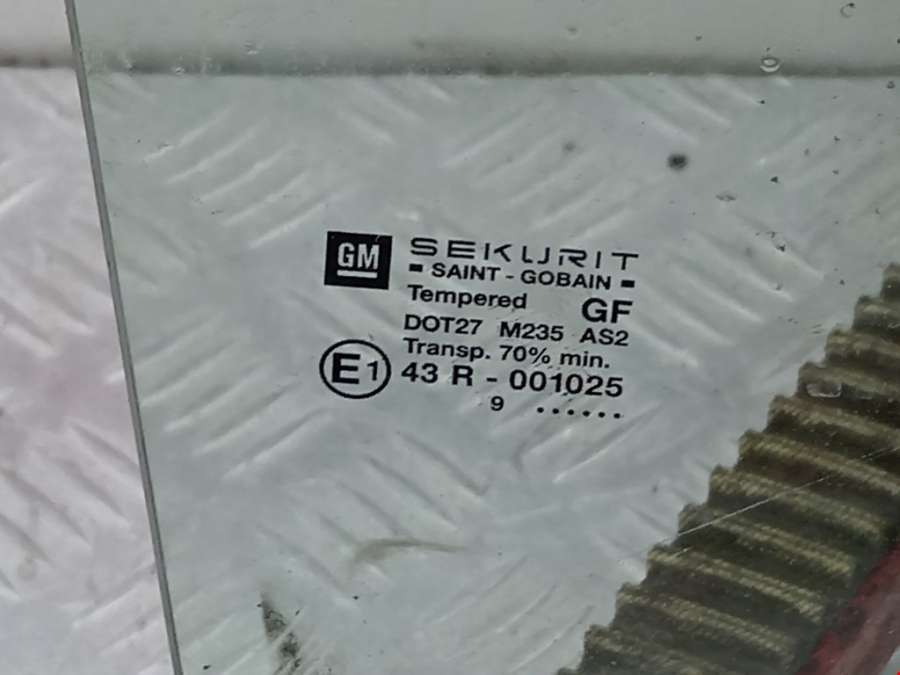 GM SEKURIT
SAINT - GOBAIN
Tempered GF
DOT27 M235 AS2
Transp. 70% min.
E1 43 R - 001025
9 ......